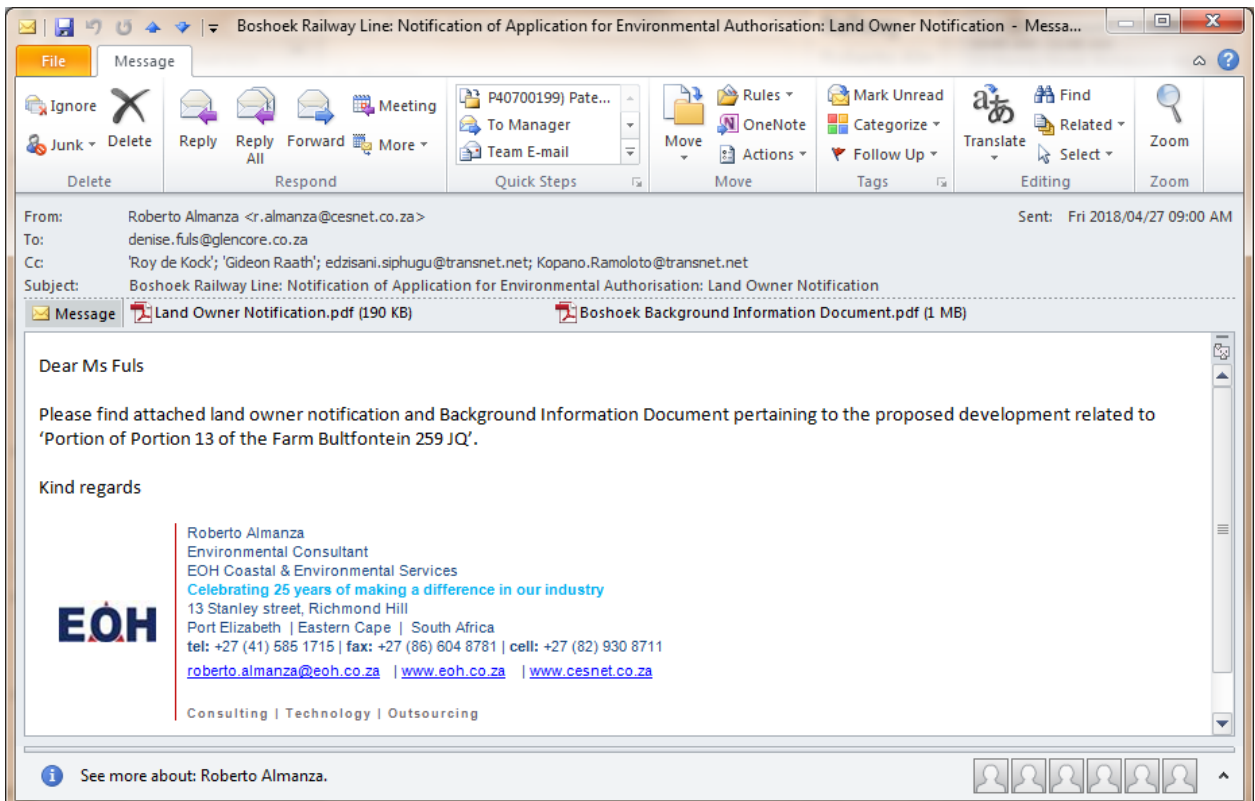 Boshoek Railway Line: Notification of Application for Environmental Authorisation: Land Owner Notification - Messa...
File Message
Ignore
Junk
Delete
Reply
Reply All
Forward
Meeting
More
P40700199) Pate...
To Manager
Team E-mail
Move
Rules
OneNote
Actions
Mark Unread
Categorize
Follow Up
Translate
Find
Related
Select
Zoom
Delete Respond Quick Steps Move Tags Editing Zoom
From: Roberto Almanza <r.almanza@cesnet.co.za> Sent: Fri 2018/04/27 09:00 AM
To: denise.fuls@glencore.co.za
Cc: 'Roy de Kock'; 'Gideon Raath'; edzisani.siphugu@transnet.net; Kopano.Ramoloto@transnet.net
Subject: Boshoek Railway Line: Notification of Application for Environmental Authorisation: Land Owner Notification
Message Land Owner Notification.pdf (190 KB) Boshoek Background Information Document.pdf (1 MB)
Dear Ms Fuls
Please find attached land owner notification and Background Information Document pertaining to the proposed development related to
‘Portion of Portion 13 of the Farm Bultfontein 259 JQ’.
Kind regards
EOH
Roberto Almanza
Environmental Consultant
EOH Coastal & Environmental Services
Celebrating 25 years of making a difference in our industry
13 Stanley street, Richmond Hill
Port Elizabeth | Eastern Cape | South Africa
tel: +27 (41) 585 1715 | fax: +27 (86) 604 8781 | cell: +27 (82) 930 8711
roberto.almanza@eoh.co.za | www.eoh.co.za | www.cesnet.co.za
Consulting | Technology | Outsourcing
See more about: Roberto Almanza.